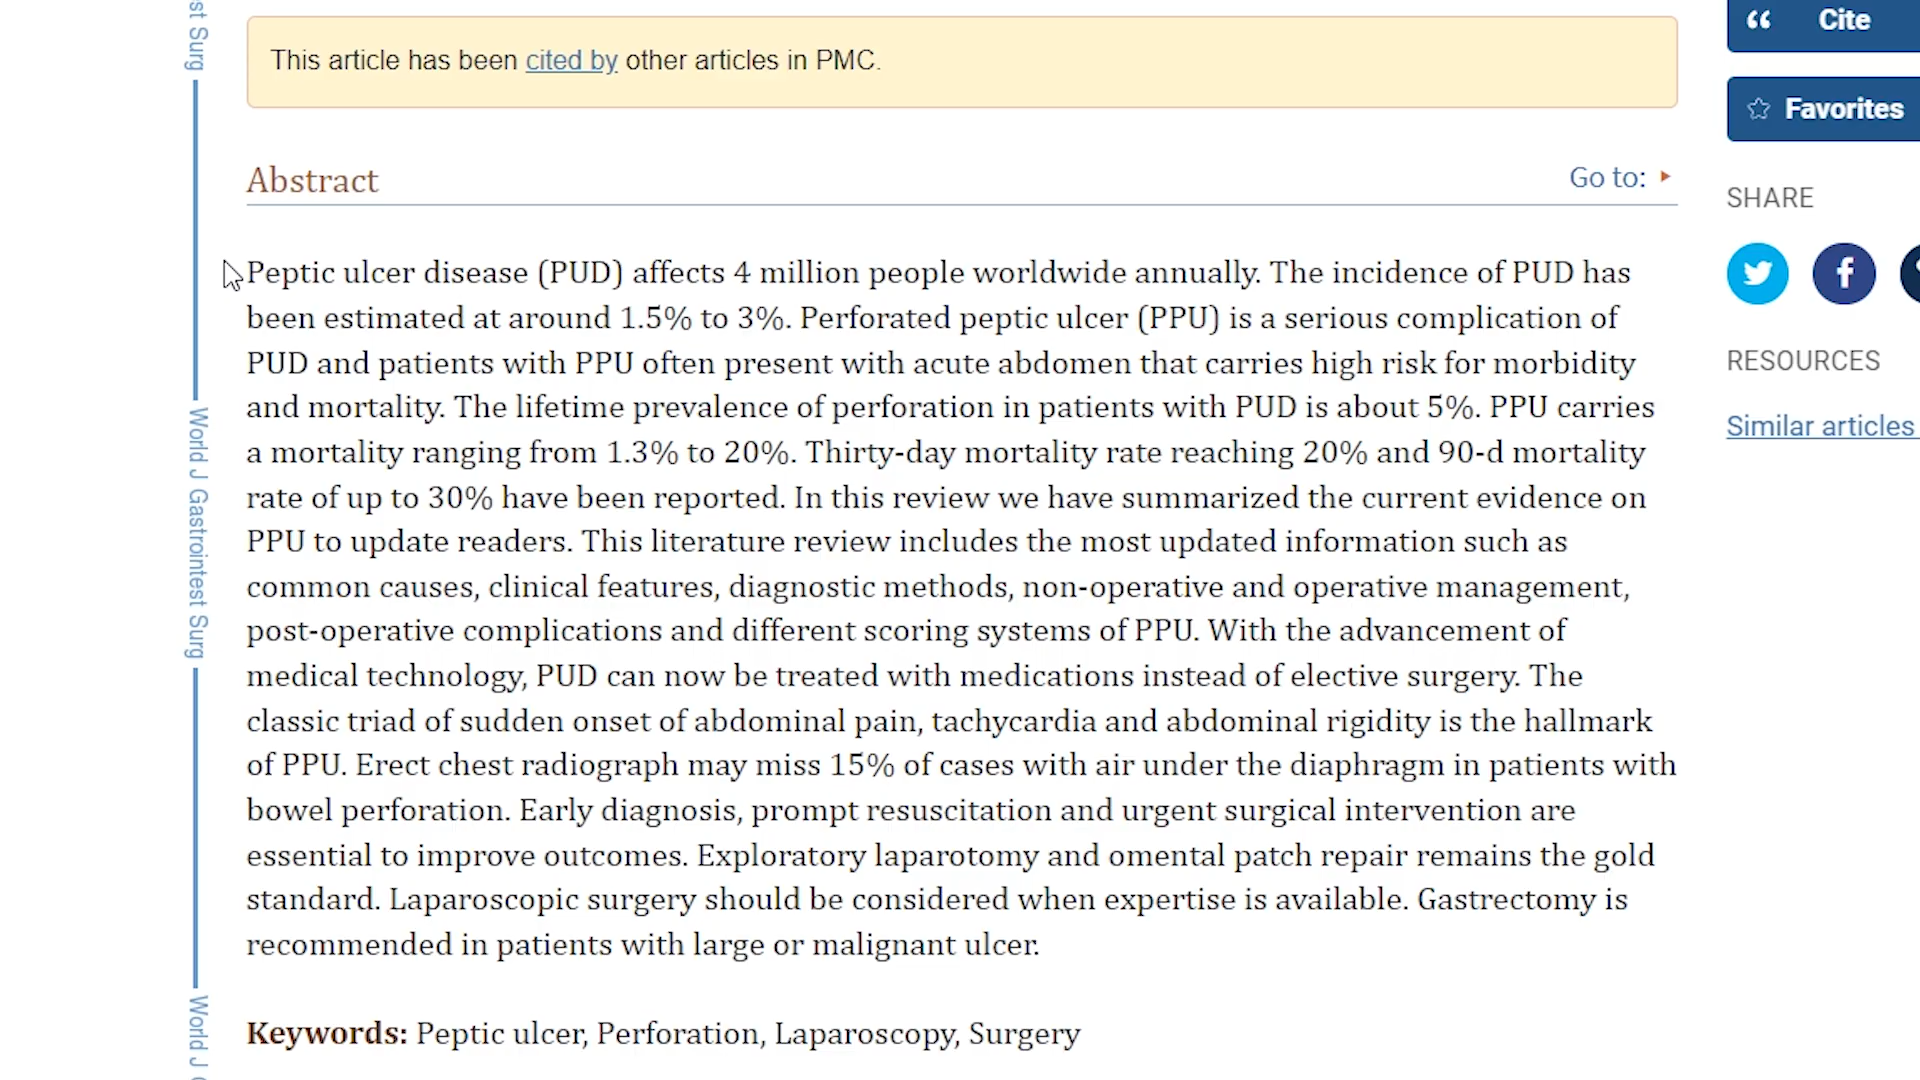 Cite
This article has been cited by other articles in PMC.
Favorites
Abstract
Go to:
SHARE
Peptic ulcer disease (PUD) affects 4 million people worldwide annually. The incidence of PUD has
been estimated at around 1.5% to 3%. Perforated peptic ulcer (PPU) is a serious complication of
PUD and patients with PPU often present with acute abdomen that carries high risk for morbidity
and mortality. The lifetime prevalence of perforation in patients with PUD is about 5%. PPU carries
a mortality ranging from 1.3% to 20%. Thirty-day mortality rate reaching 20% and 90-d mortality
rate of up to 30% have been reported. In this review we have summarized the current evidence on
PPU to update readers. This literature review includes the most updated information such as
common causes, clinical features, diagnostic methods, non-operative and operative management,
post-operative complications and different scoring systems of PPU. With the advancement of
medical technology, PUD can now be treated with medications instead of elective surgery. The
classic triad of sudden onset of abdominal pain, tachycardia and abdominal rigidity is the hallmark
of PPU. Erect chest radiograph may miss 15% of cases with air under the diaphragm in patients with
bowel perforation. Early diagnosis, prompt resuscitation and urgent surgical intervention are
essential to improve outcomes. Exploratory laparotomy and omental patch repair remains the gold
standard. Laparoscopic surgery should be considered when expertise is available. Gastrectomy is
recommended in patients with large or malignant ulcer.
Keywords: Peptic ulcer, Perforation, Laparoscopy, Surgery
RESOURCES
Similar articles
st Surg
World J Gastrointest Surg
World J